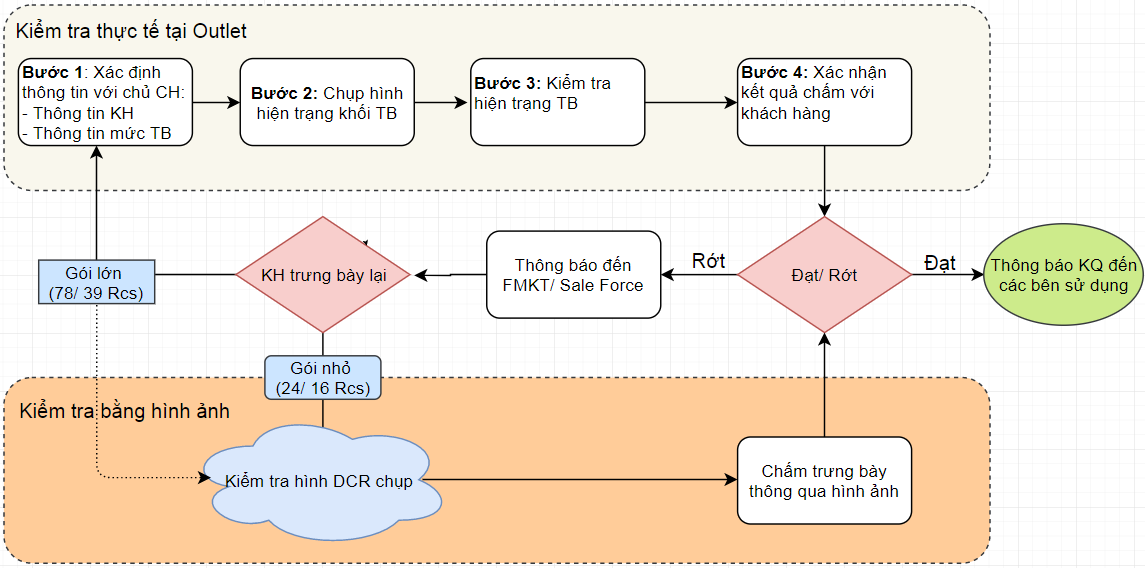 Kiểm tra thực tế tại Outlet
Bước 1: Xác định
thông tin với chủ CH:
- Thông tin KH
- Thông tin mức TB
Bước 2: Chụp hình
hiện trạng khối TB
Bước 3: Kiểm tra
hiện trạng TB
Bước 4: Xác nhận
kết quả chấm với
khách hàng
Gói lớn
(78/ 39 Rcs)
KH trưng bày lại
Thông báo đến
FMKT/ Sale Force
Rớt
Đạt/ Rớt
Đạt
Thông báo KQ đến
các bên sử dụng
Gói nhỏ
(24/ 16 Rcs)
Kiểm tra bằng hình ảnh
Kiểm tra hình DCR chụp
Chấm trưng bày
thông qua hình ảnh